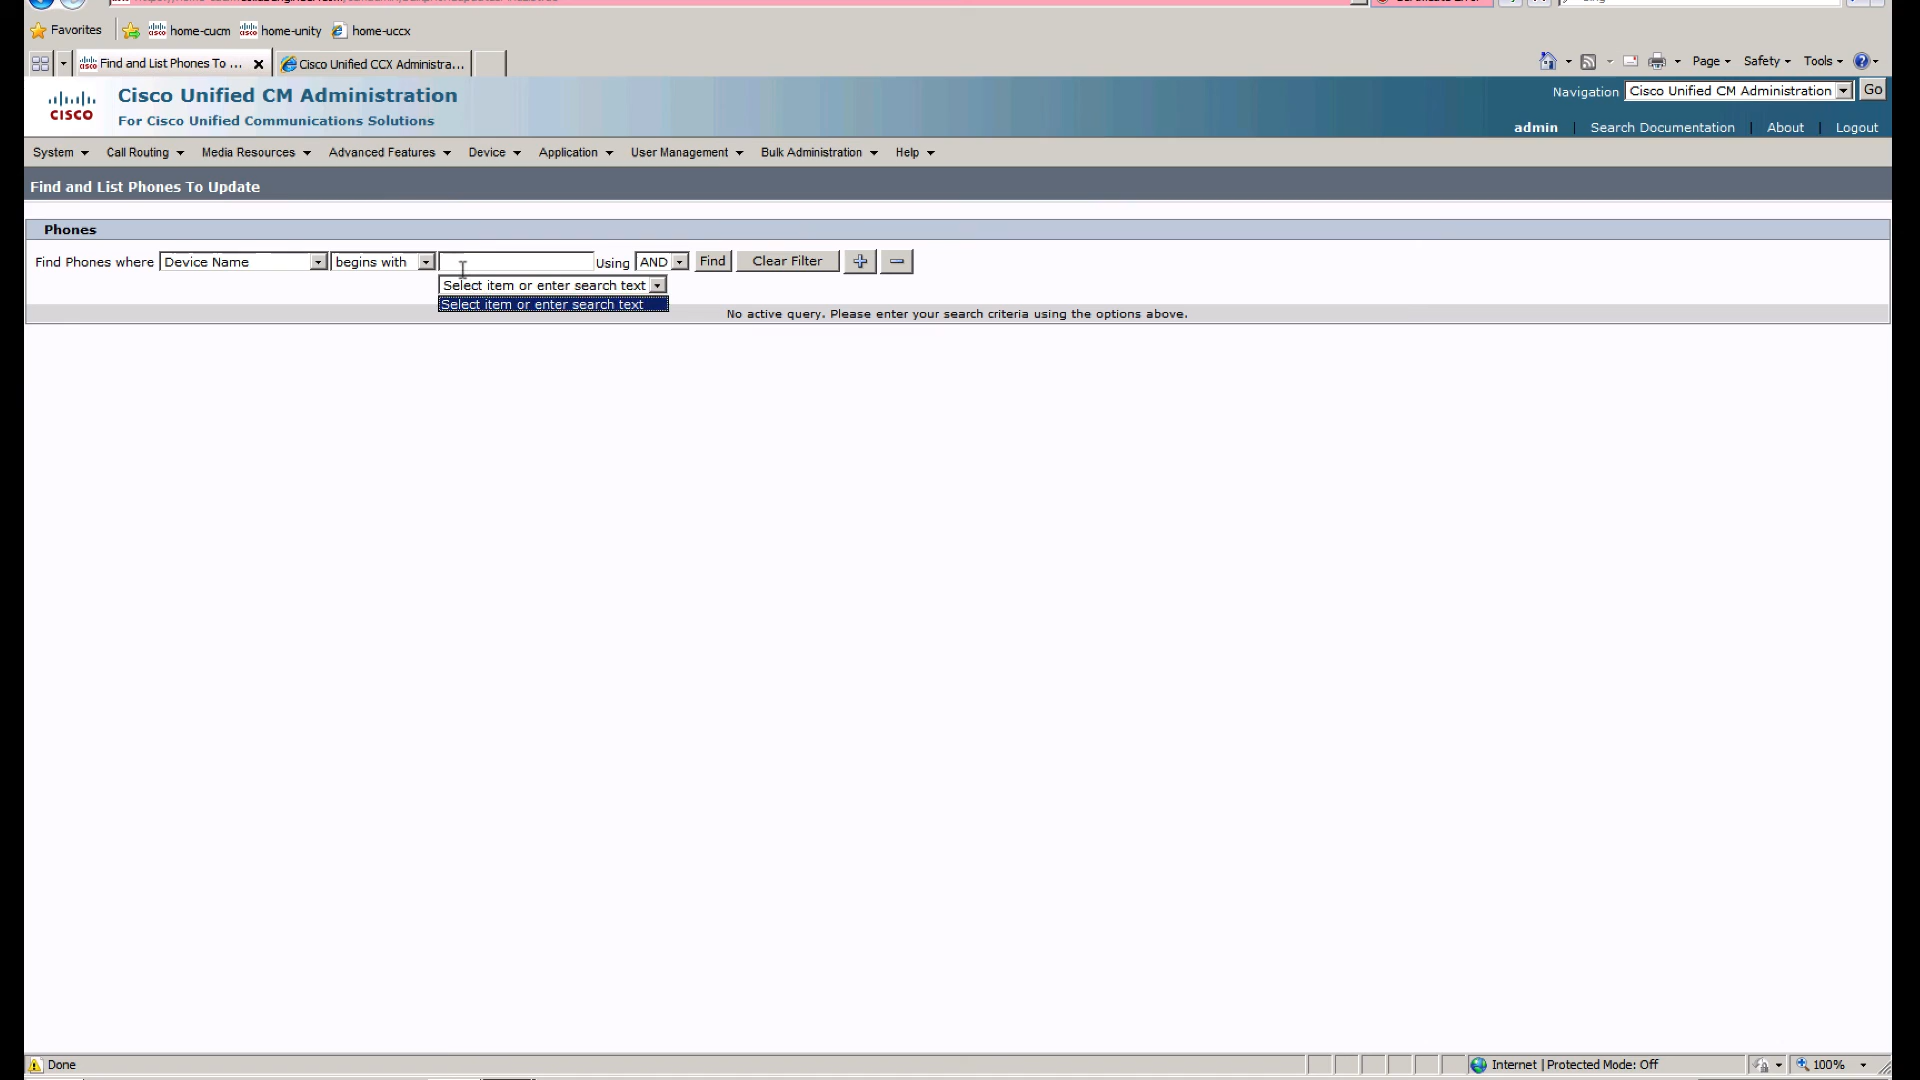 Favorites home-cucm home-unity home-uccx
Find and List Phones To ... Cisco Unified CCX Administra... Page Safety Tools
CISCO
Cisco Unified CM Administration
For Cisco Unified Communications Solutions
Navigation Cisco Unified CM Administration Go
admin | Search Documentation | About | Logout
System Call Routing Media Resources Advanced Features Device Application User Management Bulk Administration Help
Find and List Phones To Update
Phones
Find Phones where Device Name begins with Using AND Find Clear Filter
Select item or enter search text
Select item or enter search text
No active query. Please enter your search criteria using the options above.
Done Internet | Protected Mode: Off 100%